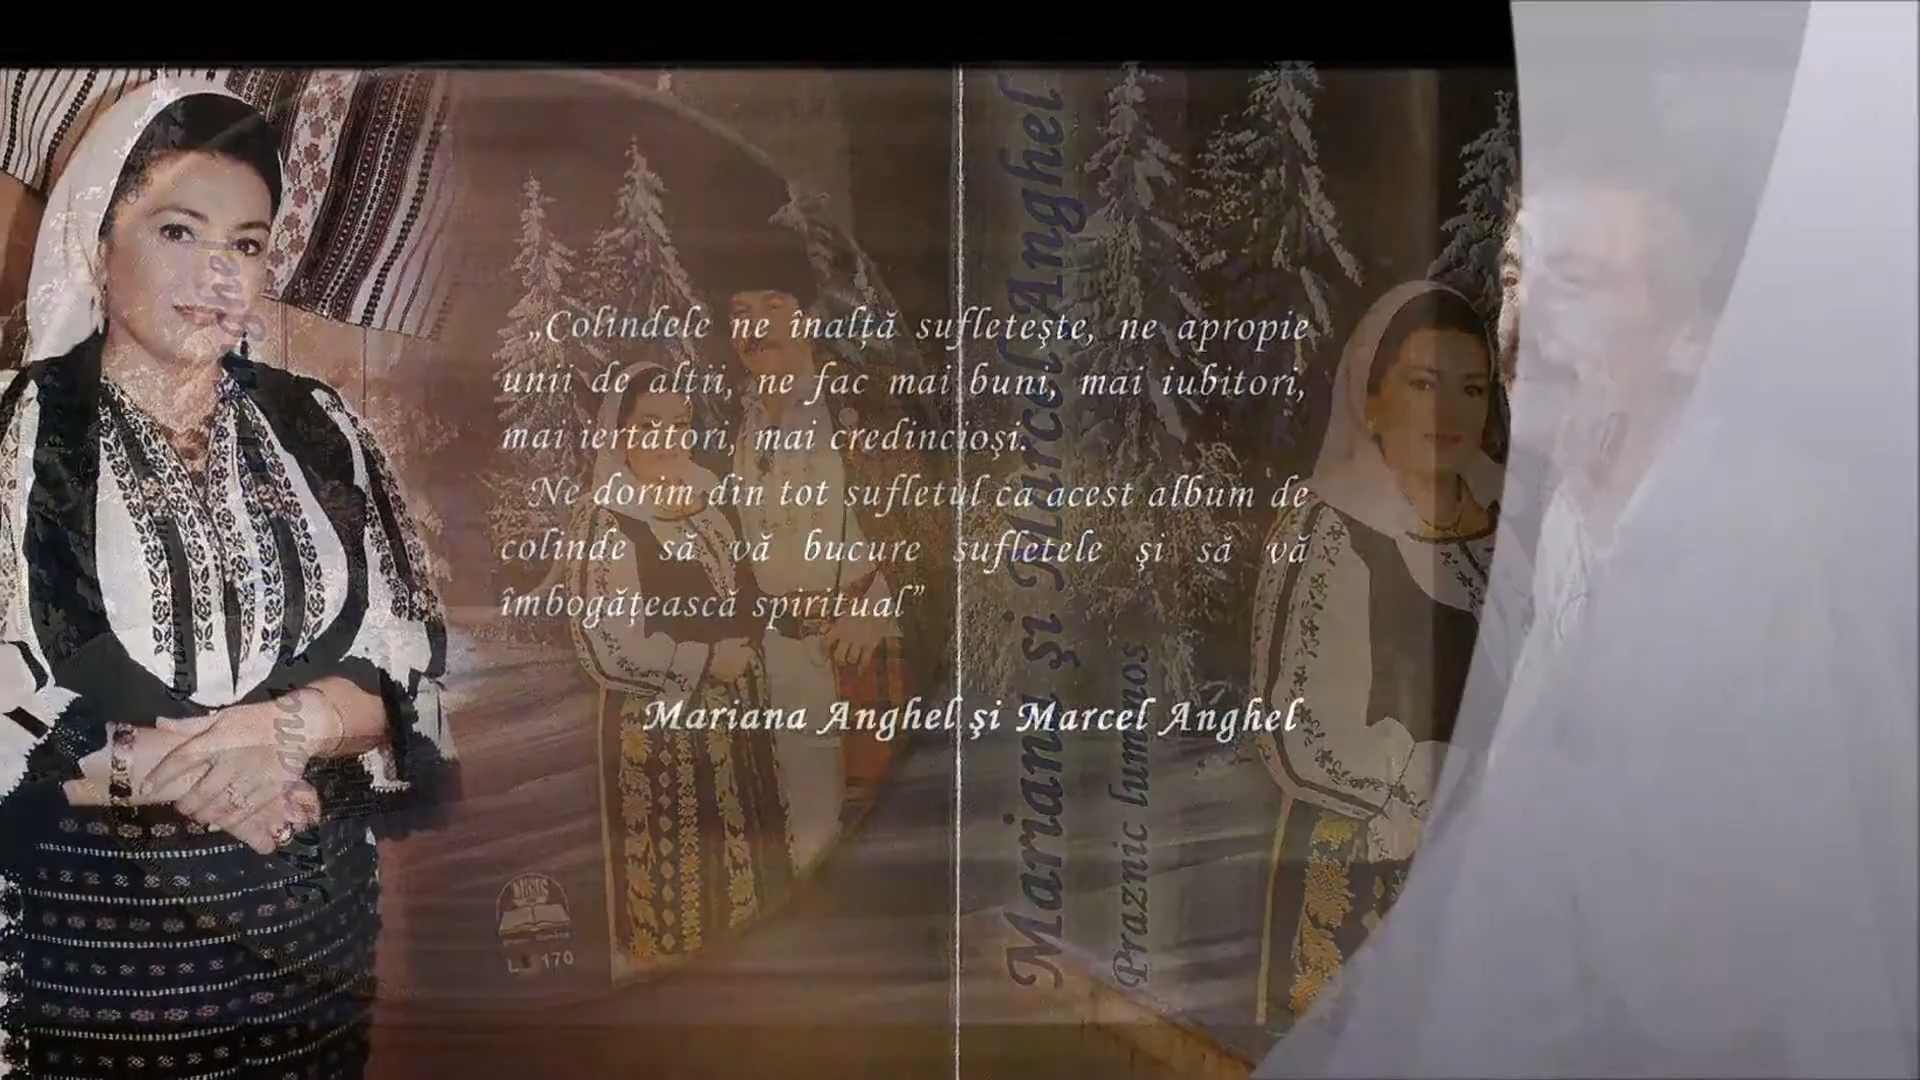 „Colindele ne înalță sufletește, ne apropie
unii de alții, ne fac mai buni, mai iubitori,
mai iertători, mai credincioși.
Ne dorim din tot sufletul ca acest album de
colinde să vă bucure sufletele și să vă
îmbogățească spiritual”
Mariana Anghel și Marcel Anghel
Mariana și Marcel Anghel
Praznic luminos
170